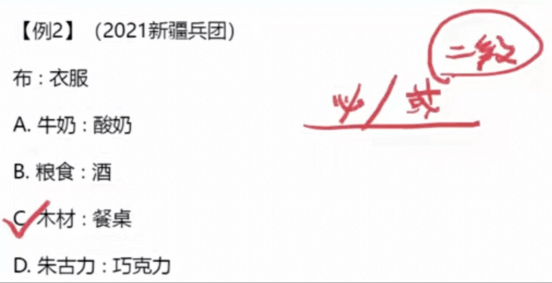 【例2】(2021新疆兵团)
二级
布：衣服
必/或
A. 牛奶：酸奶
B. 粮食：酒
C. 木材：餐桌
D. 朱古力：巧克力